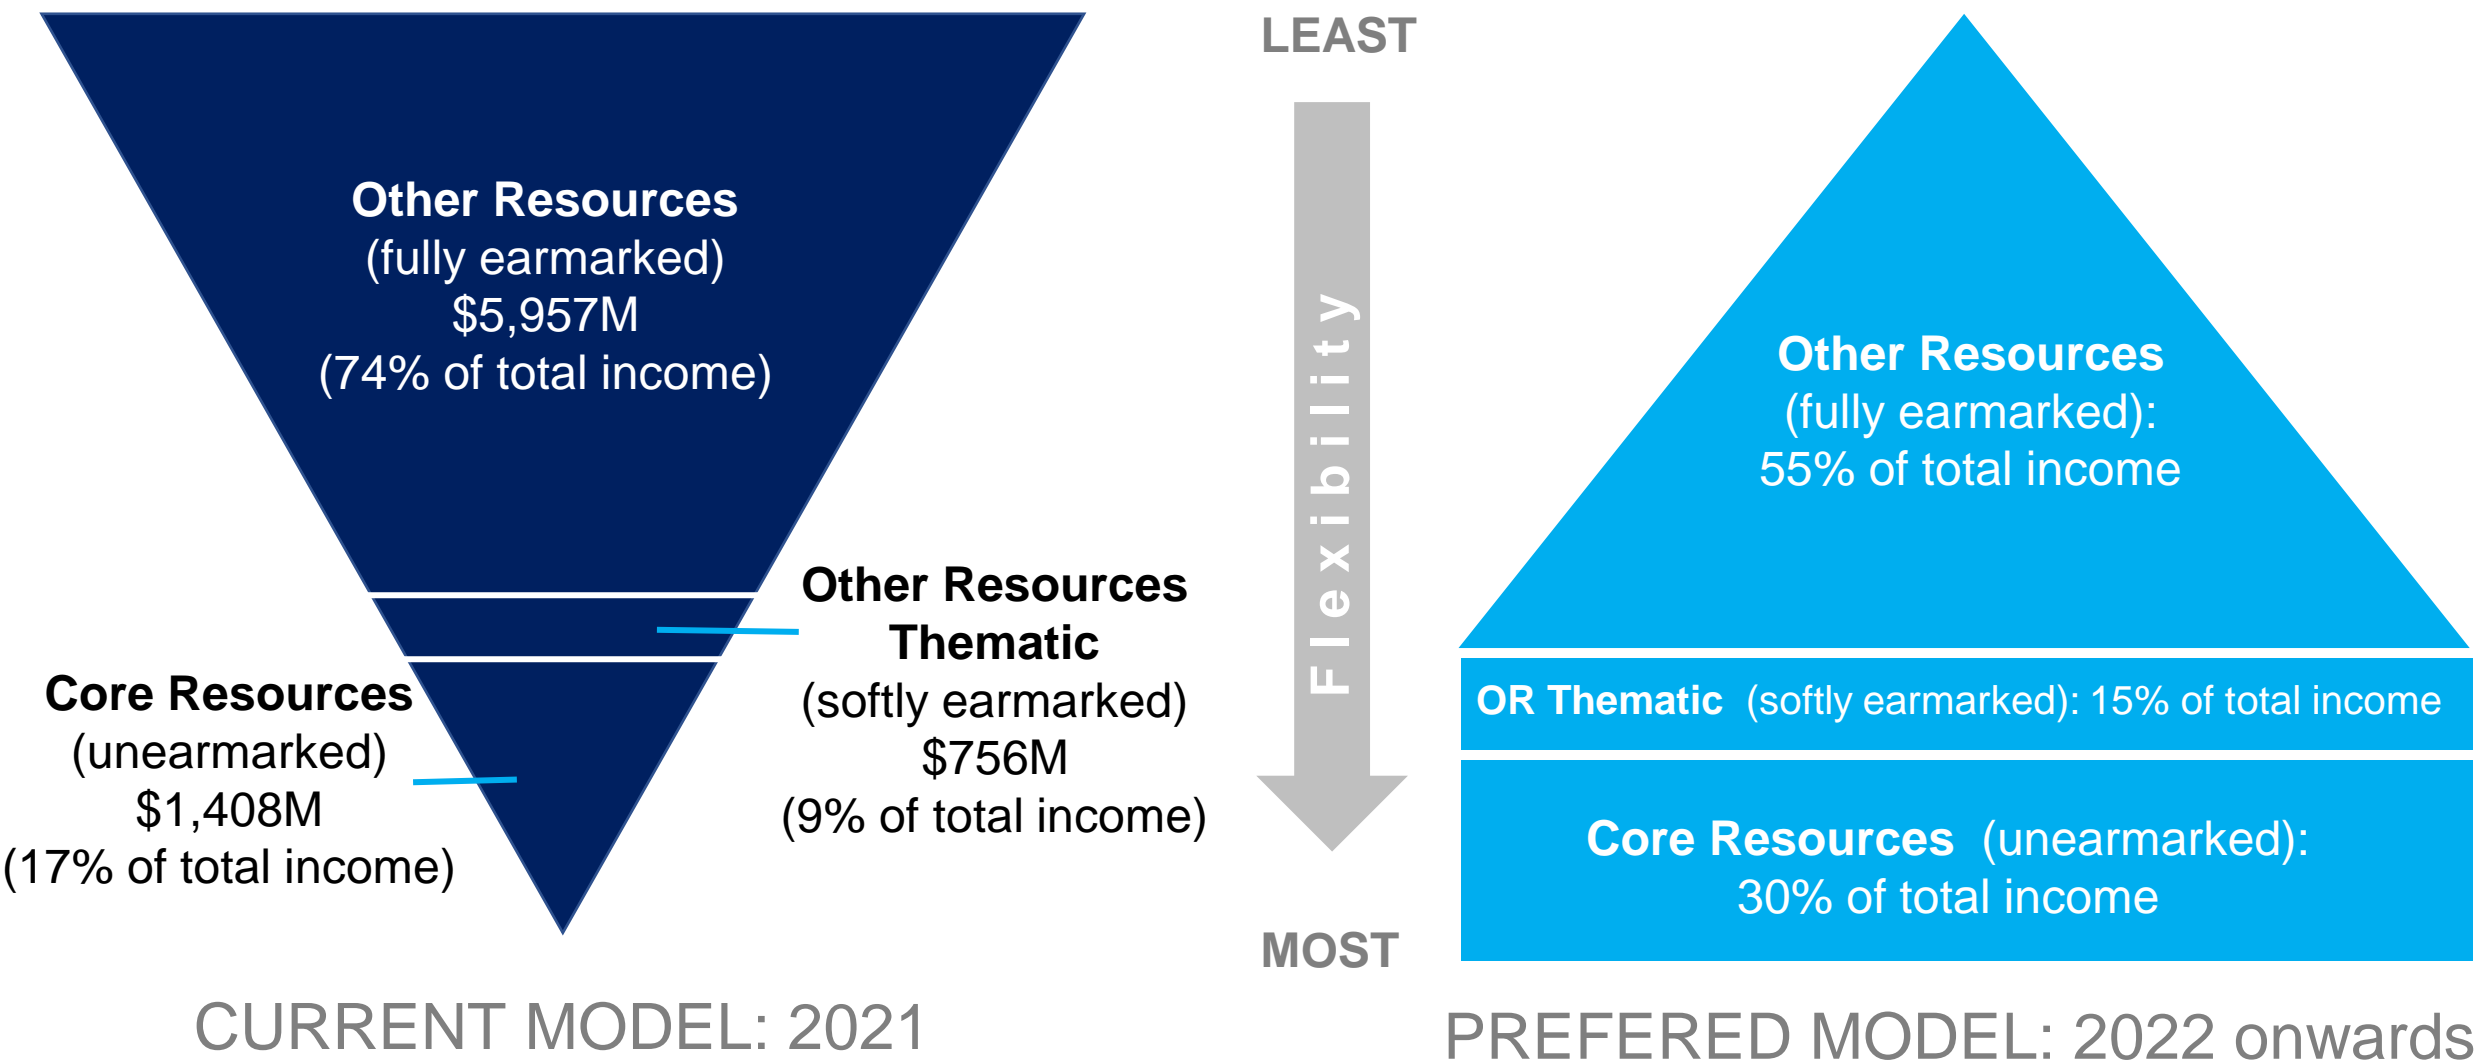 Other Resources
(fully earmarked)
$5,957M
(74% of total income)
Other Resources
Thematic
(softly earmarked)
$756M
(9% of total income)
Core Resources
(unearmarked)
$1,408M
(17% of total income)
CURRENT MODEL: 2021
LEAST
Flexibility
MOST
Other Resources
(fully earmarked):
55% of total income
OR Thematic (softly earmarked): 15% of total income
Core Resources (unearmarked):
30% of total income
PREFERED MODEL: 2022 onwards